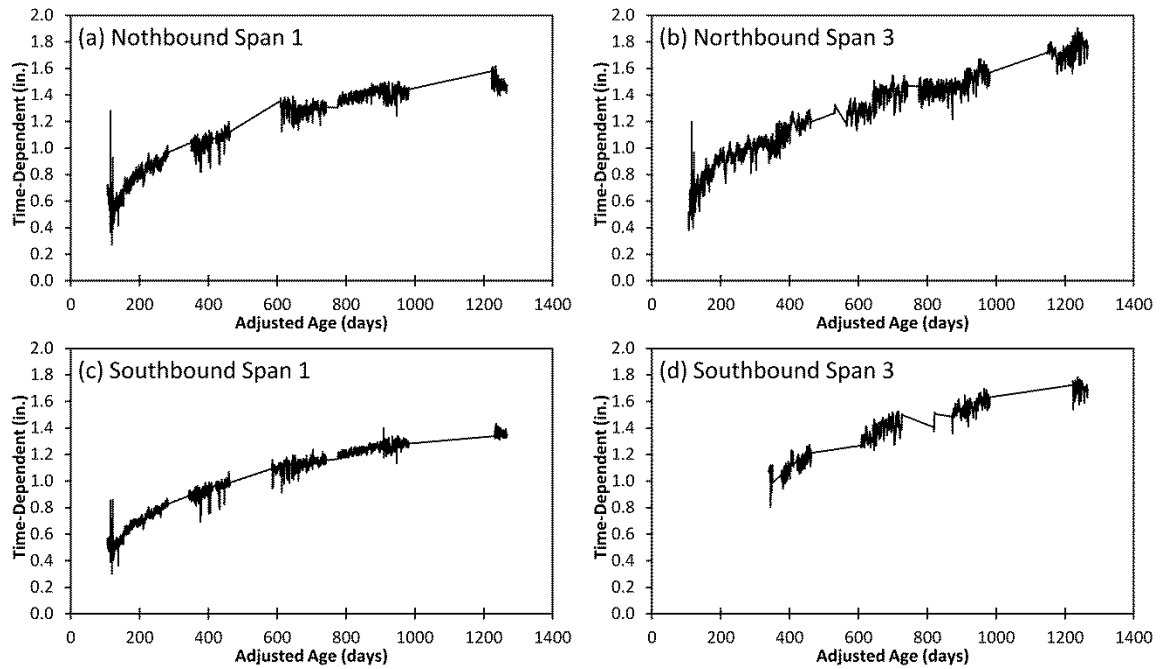 (a) Nothbound Span 1
Time-Dependent (in.)
2.0
1.8
1.6
1.4
1.2
1.0
0.8
0.6
0.4
0.2
0.0
0 200 400 600 800 1000 1200 1400
Adjusted Age (days)
(b) Northbound Span 3
Time-Dependent (in.)
2.0
1.8
1.6
1.4
1.2
1.0
0.8
0.6
0.4
0.2
0.0
0 200 400 600 800 1000 1200 1400
Adjusted Age (days)
(c) Southbound Span 1
Time-Dependent (in.)
2.0
1.8
1.6
1.4
1.2
1.0
0.8
0.6
0.4
0.2
0.0
0 200 400 600 800 1000 1200 1400
Adjusted Age (days)
(d) Southbound Span 3
Time-Dependent (in.)
2.0
1.8
1.6
1.4
1.2
1.0
0.8
0.6
0.4
0.2
0.0
0 200 400 600 800 1000 1200 1400
Adjusted Age (days)